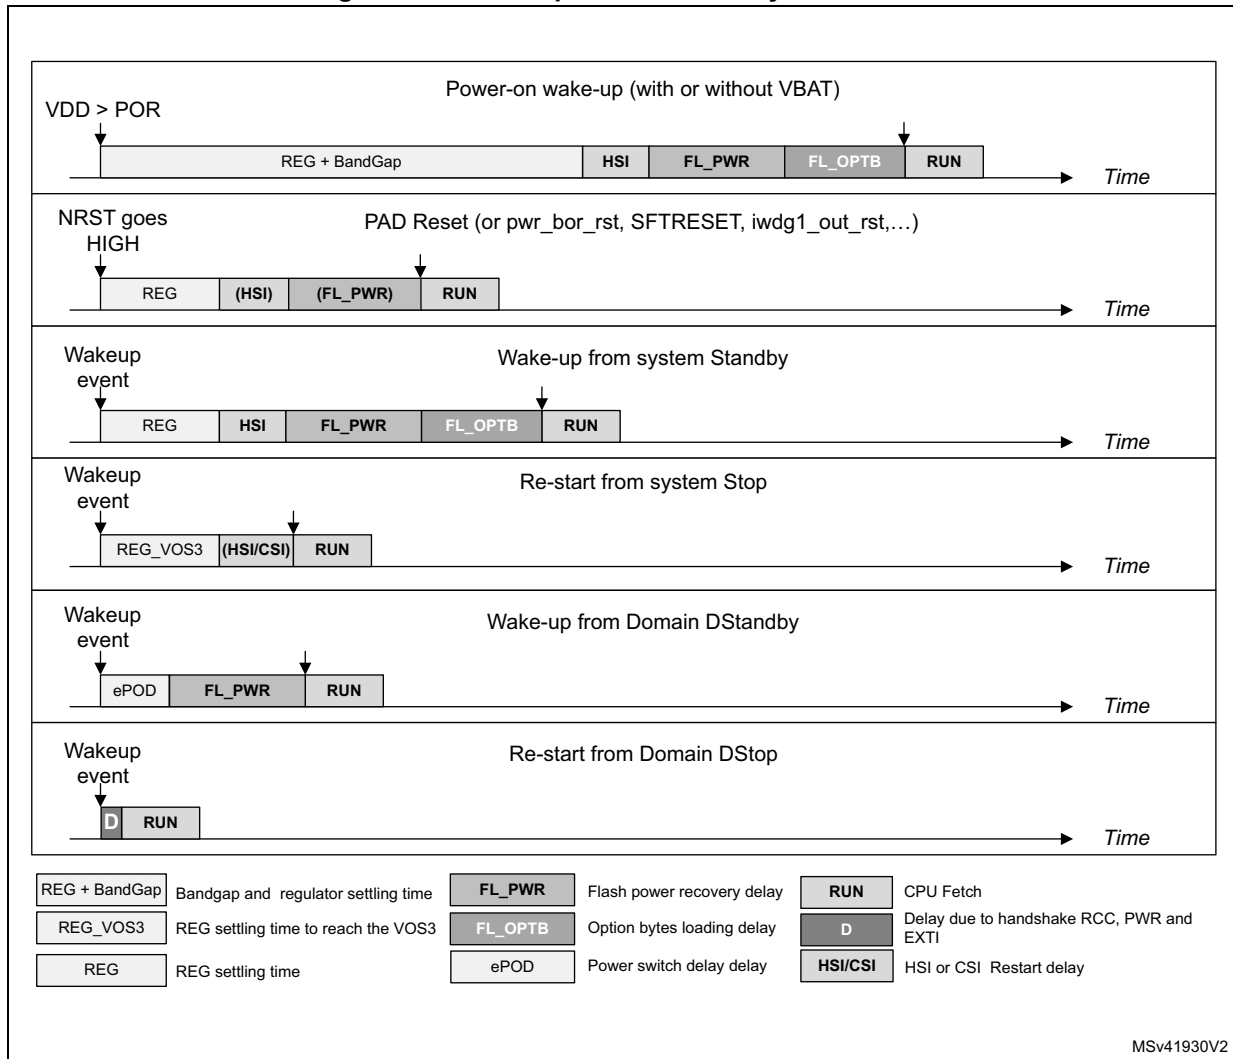 Power-on wake-up (with or without VBAT)
VDD > POR
REG + BandGap HSI FL_PWR FL_OPTB RUN
Time
NRST goes
HIGH
PAD Reset (or pwr_bor_rst, SFTRESET, iwdg1_out_rst,…)
REG (HSI) (FL_PWR) RUN
Time
Wakeup
event
Wake-up from system Standby
REG HSI FL_PWR FL_OPTB RUN
Time
Wakeup
event
Re-start from system Stop
REG_VOS3 (HSI/CSI) RUN
Time
Wakeup
event
Wake-up from Domain DStandby
ePOD FL_PWR RUN
Time
Wakeup
event
Re-start from Domain DStop
D RUN
Time
REG + BandGap Bandgap and regulator settling time
REG_VOS3 REG settling time to reach the VOS3
REG REG settling time
FL_PWR Flash power recovery delay
FL_OPTB Option bytes loading delay
ePOD Power switch delay delay
RUN CPU Fetch
D Delay due to handshake RCC, PWR and
EXTI
HSI/CSI HSI or CSI Restart delay
MSv41930V2